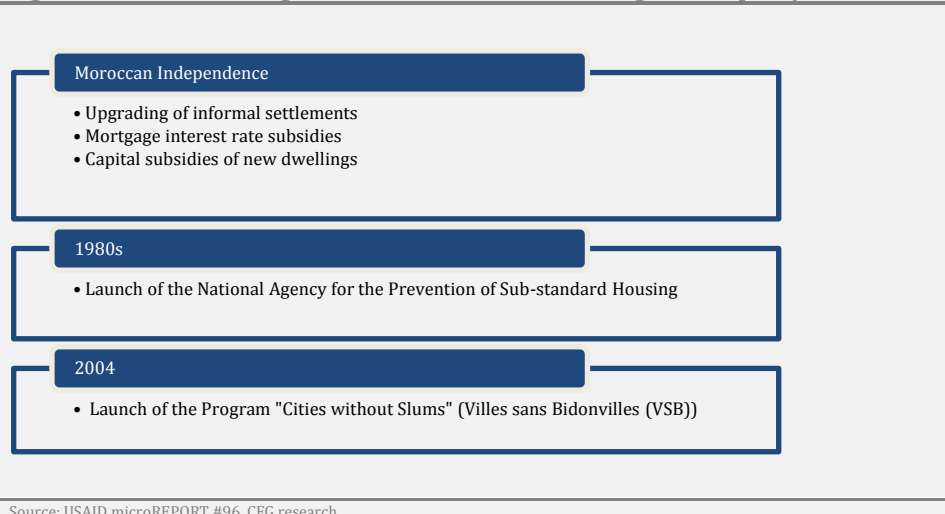 Moroccan Independence
• Upgrading of informal settlements
• Mortgage interest rate subsidies
• Capital subsidies of new dwellings
1980s
• Launch of the National Agency for the Prevention of Sub-standard Housing
2004
• Launch of the Program "Cities without Slums" (Villes sans Bidonvilles (VSB))
Source: USAID microREPORT #96, CFG research